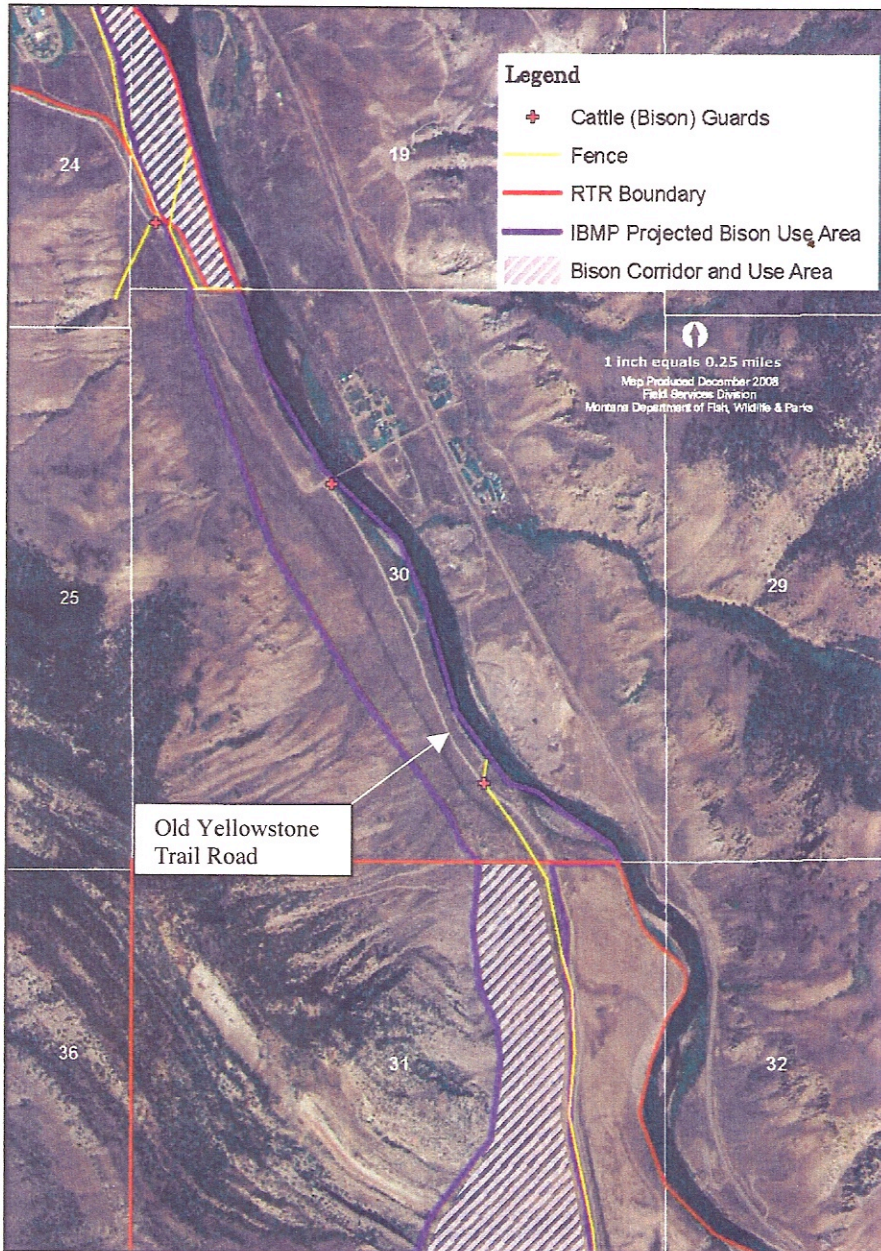 Legend
Cattle (Bison) Guards
Fence
RTR Boundary
IBMP Projected Bison Use Area
Bison Corridor and Use Area
24
19
1 inch equals 0.25 miles
Map Produced December 2008
Field Services Division
Montana Department of Fish, Wildlife & Parks
25
30
29
Old Yellowstone
Trail Road
36
31
32